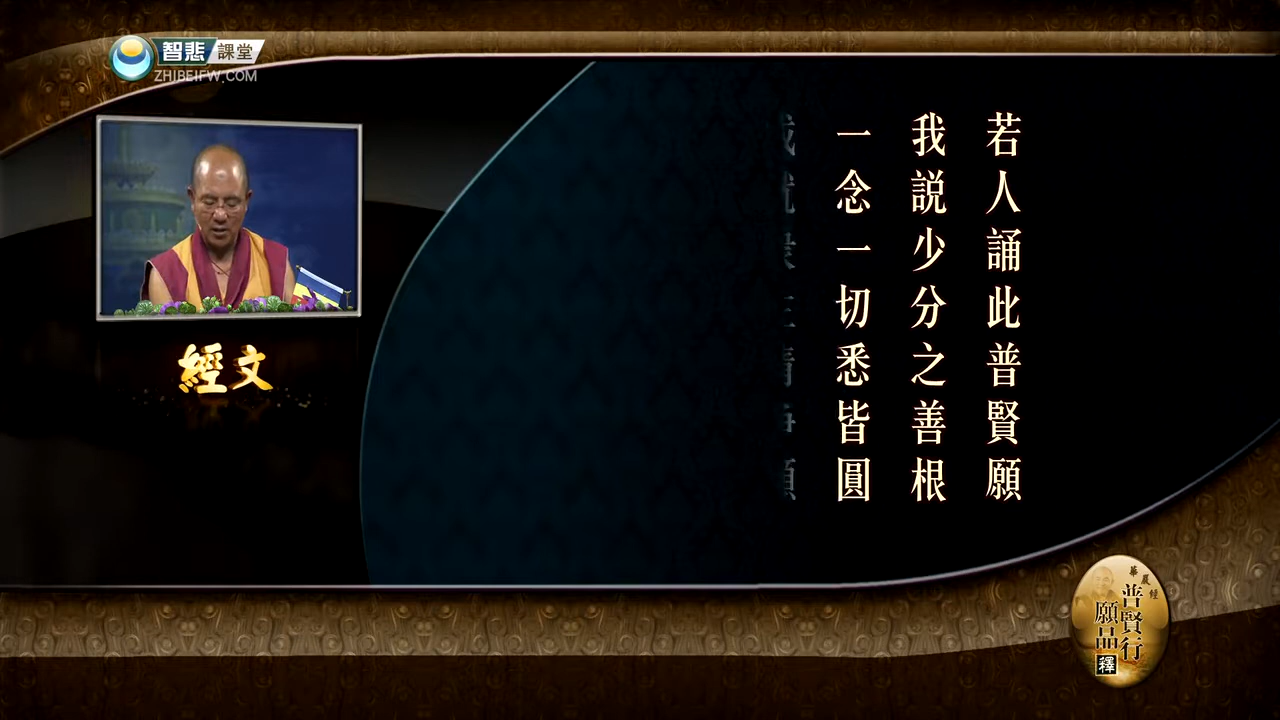 智悲課堂
ZHIBEIFW.COM
若人誦此普賢願
我説少分之善根
一念一切悉皆圓
經文
華嚴經
普賢行
願品
釋